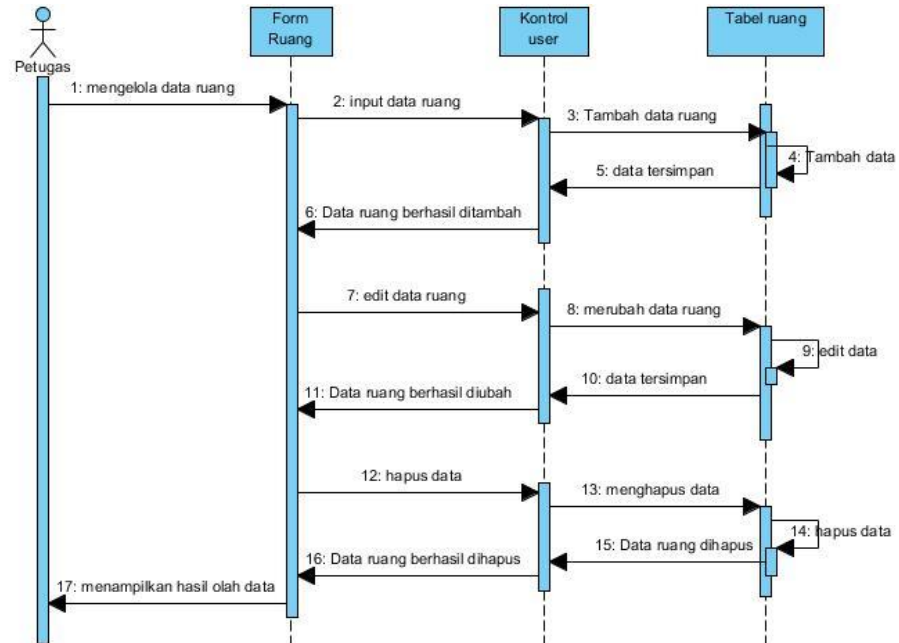 Form
Ruang
Kontrol
user
Tabel ruang
Petugas
1: mengelola data ruang
2: input data ruang
3: Tambah data ruang
4: Tambah data
5: data tersimpan
6: Data ruang berhasil ditambah
7: edit data ruang
8: merubah data ruang
9: edit data
10: data tersimpan
11: Data ruang berhasil diubah
12: hapus data
13: menghapus data
14: hapus data
15: Data ruang dihapus
16: Data ruang berhasil dihapus
17: menampilkan hasil olah data